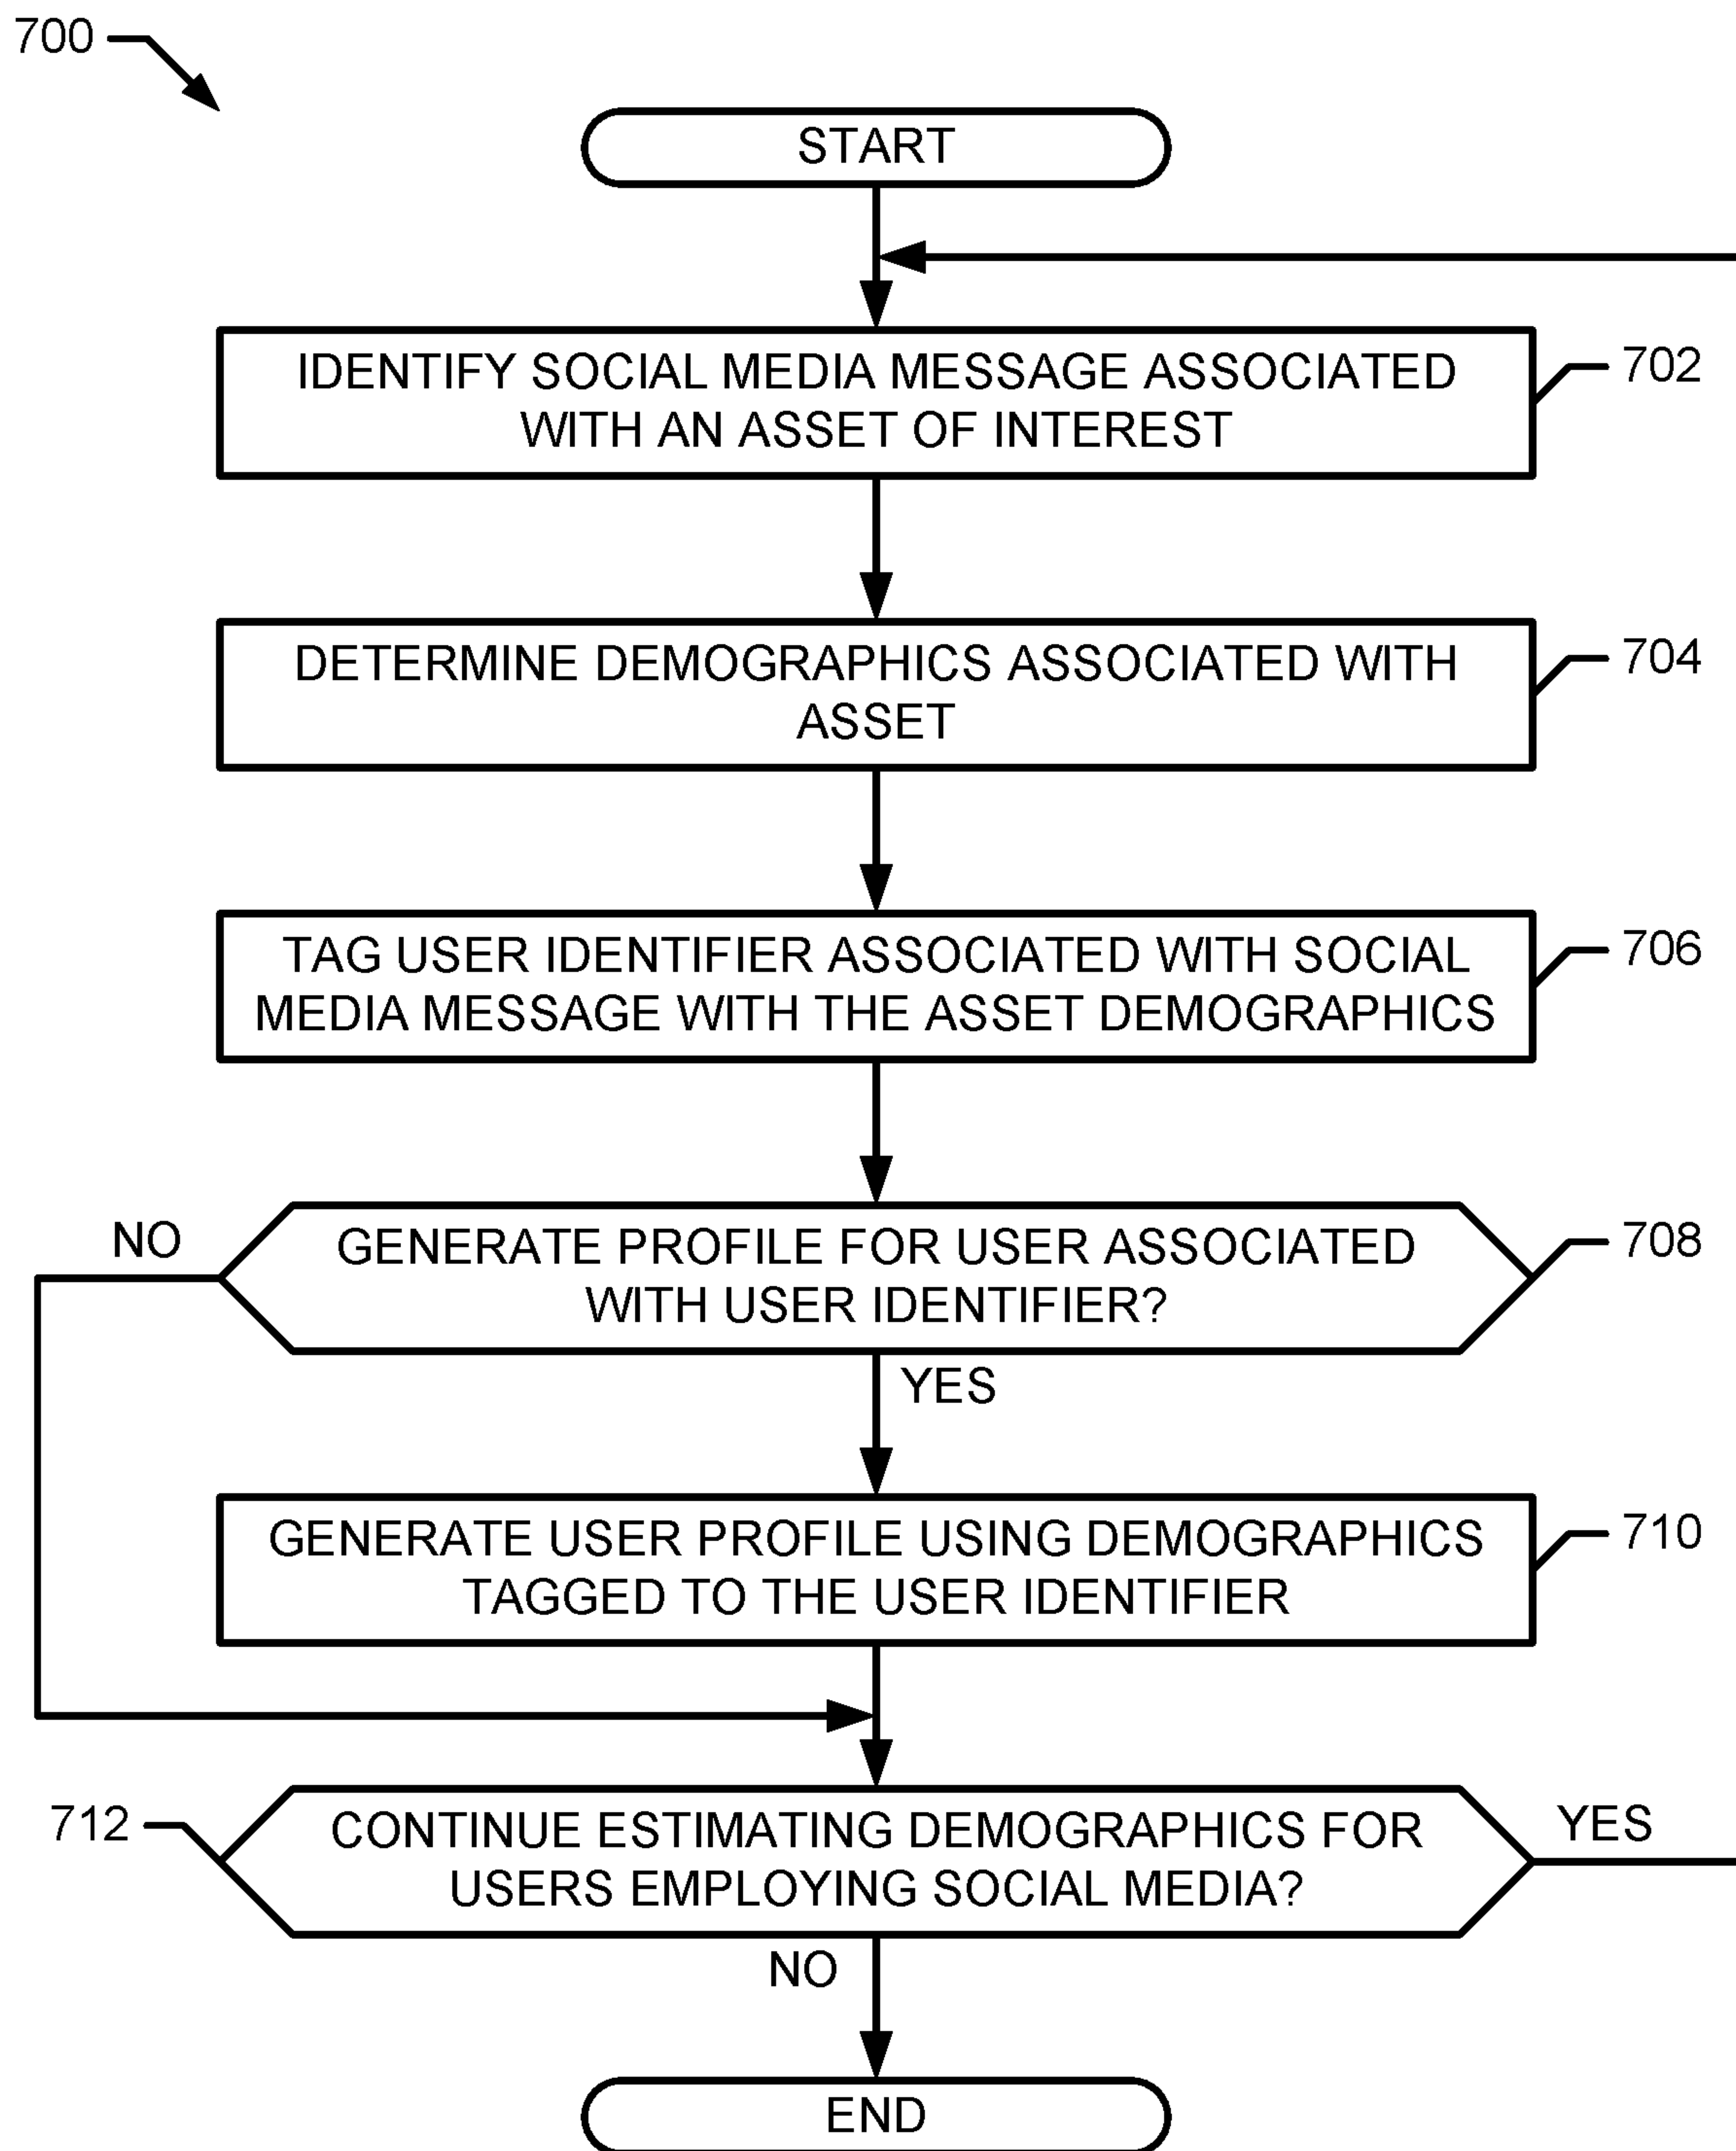 700
START
IDENTIFY SOCIAL MEDIA MESSAGE ASSOCIATED
WITH AN ASSET OF INTEREST
702
DETERMINE DEMOGRAPHICS ASSOCIATED WITH
ASSET
704
TAG USER IDENTIFIER ASSOCIATED WITH SOCIAL
MEDIA MESSAGE WITH THE ASSET DEMOGRAPHICS
706
NO
GENERATE PROFILE FOR USER ASSOCIATED
WITH USER IDENTIFIER?
708
YES
GENERATE USER PROFILE USING DEMOGRAPHICS
TAGGED TO THE USER IDENTIFIER
710
712
CONTINUE ESTIMATING DEMOGRAPHICS FOR
USERS EMPLOYING SOCIAL MEDIA?
YES
NO
END